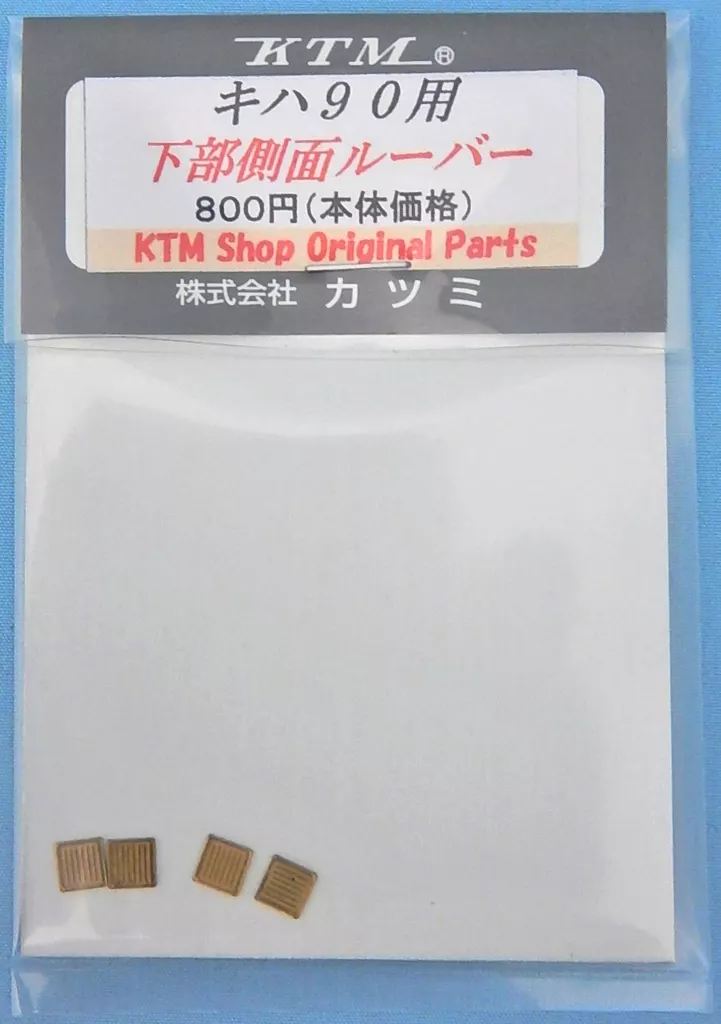 KTM®
キハ９０用
下部側面ルーバー
800円(本体価格)
KTM Shop Original Parts
株式会社 カツミ